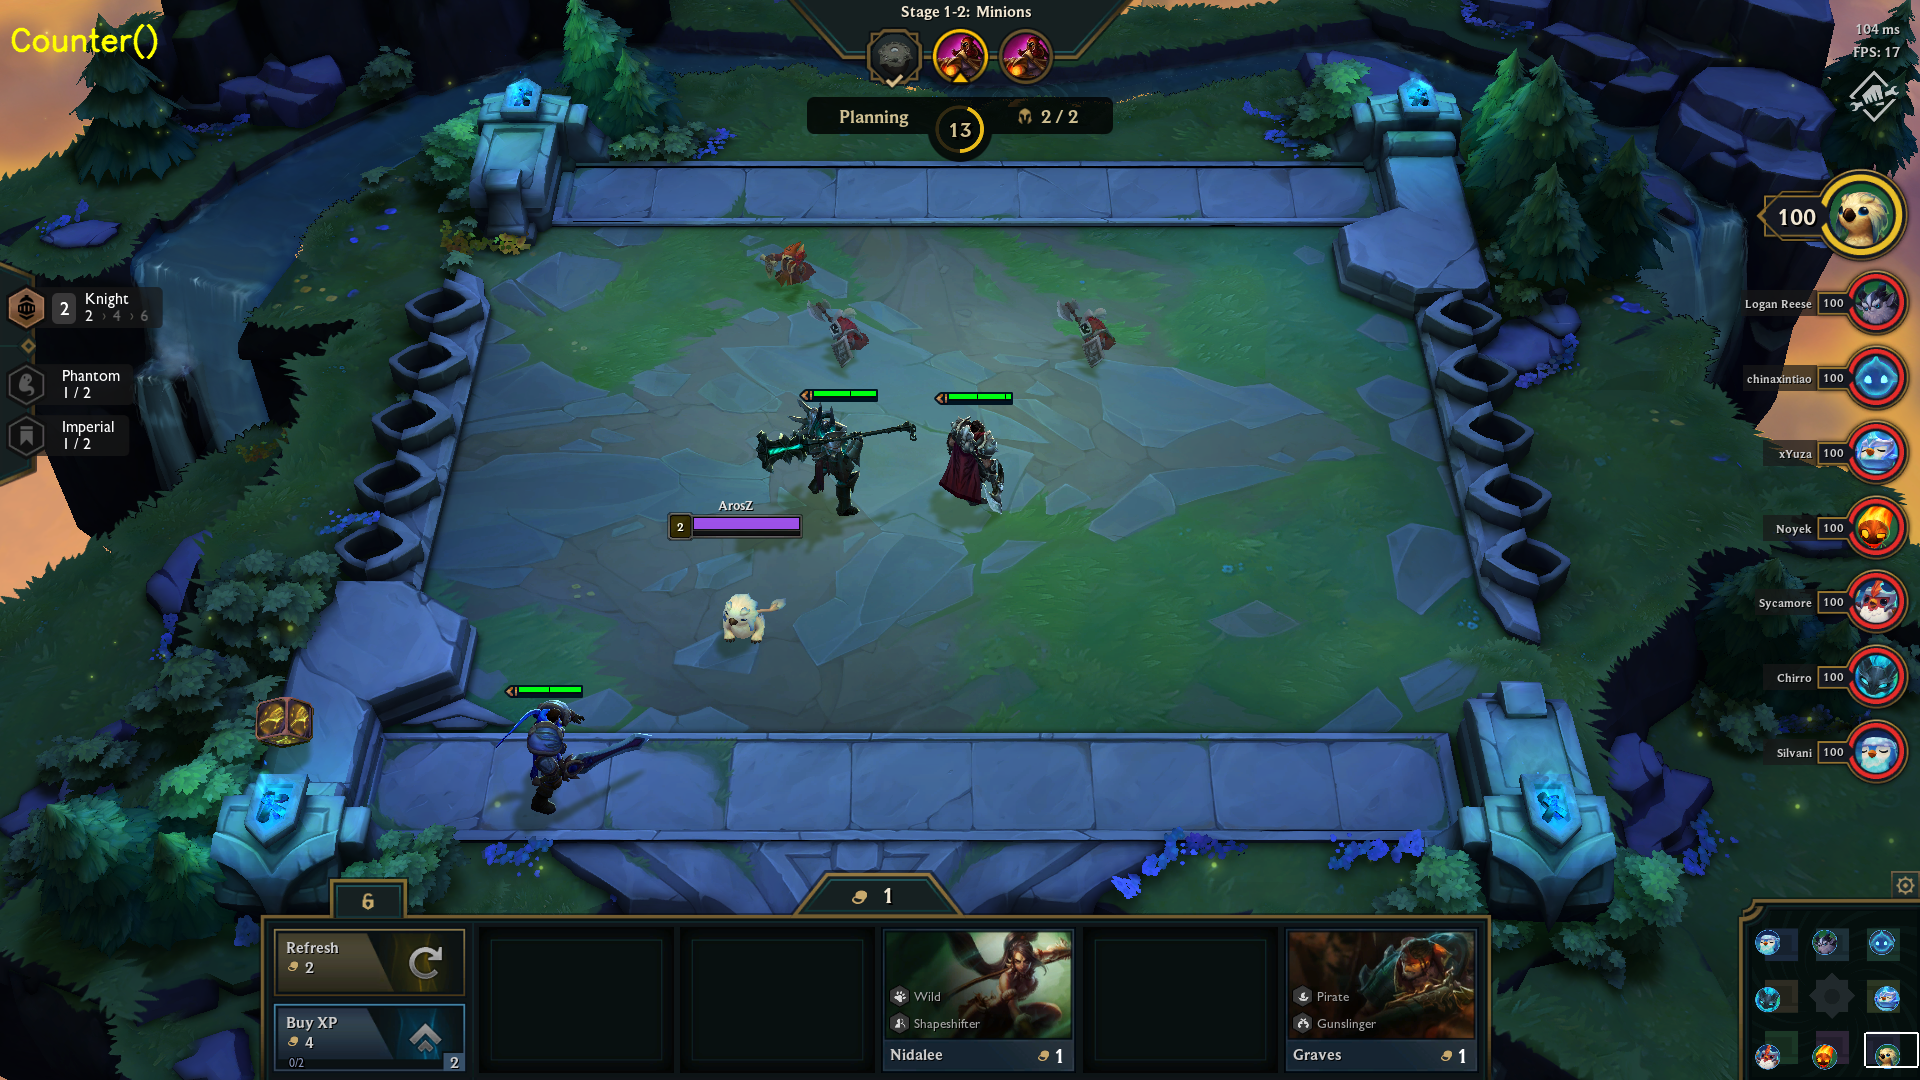 Counter()
Stage 1-2: Minions
104 ms
FPS: 17
Planning
13
2 / 2
100
Logan Reese 100
chinaxintiao 100
xYuza 100
Noyek 100
Sycamore 100
Chirro 100
Silvani 100
2 Knight
2 › 4 › 6
Phantom
1 / 2
Imperial
1 / 2
ArosZ
2
6
1
Refresh
2
Buy XP
4
0/2
2
Wild
Shapeshifter
Nidalee 1
Pirate
Gunslinger
Graves 1